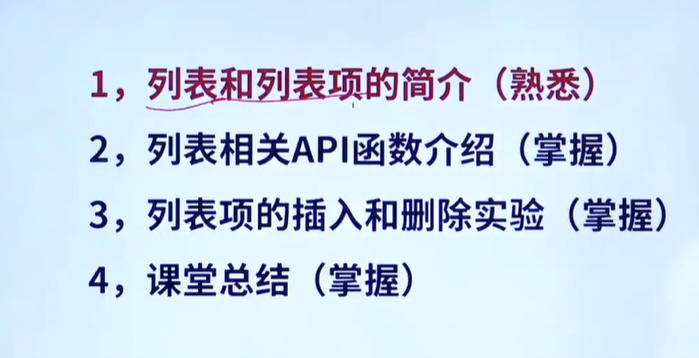 1，列表和列表项的简介（熟悉）
2，列表相关API函数介绍（掌握）
3，列表项的插入和删除实验（掌握）
4，课堂总结（掌握）